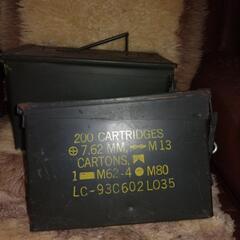 200 CARTRIDGES
7.62 MM, M13
CARTONS,
1 M62-4 M80
LC-93C602L035